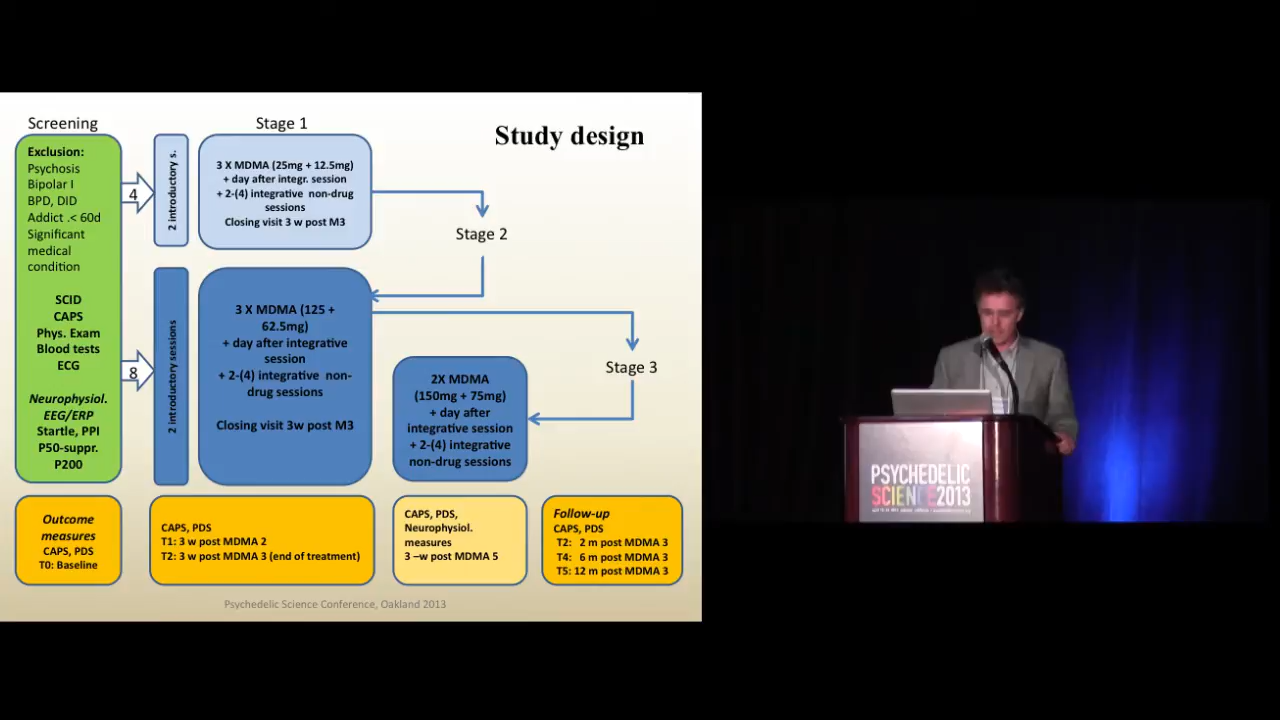 Screening
Stage 1
Study design
Exclusion:
Psychosis
Bipolar I
BPD, DID
Addict .< 60d
Significant
medical
condition
SCID
CAPS
Phys. Exam
Blood tests
ECG
Neurophysiol.
EEG/ERP
Startle, PPI
P50-suppr.
P200
4
8
2 introductory s.
3 X MDMA (25mg + 12.5mg)
+ day after integr. session
+ 2-(4) integrative non-drug
sessions
Closing visit 3 w post M3
Stage 2
2 introductory sessions
3 X MDMA (125 +
62.5mg)
+ day after integrative
session
+ 2-(4) integrative non-
drug sessions
Closing visit 3w post M3
Stage 3
2X MDMA
(150mg + 75mg)
+ day after
integrative session
+ 2-(4) integrative
non-drug sessions
Outcome
measures
CAPS, PDS
T0: Baseline
CAPS, PDS
T1: 3 w post MDMA 2
T2: 3 w post MDMA 3 (end of treatment)
CAPS, PDS,
Neurophysiol.
measures
3 –w post MDMA 5
Follow-up
CAPS, PDS
T2: 2 m post MDMA 3
T4: 6 m post MDMA 3
T5: 12 m post MDMA 3
Psychedelic Science Conference, Oakland 2013
PSYCHEDELIC
SCIENCE2013